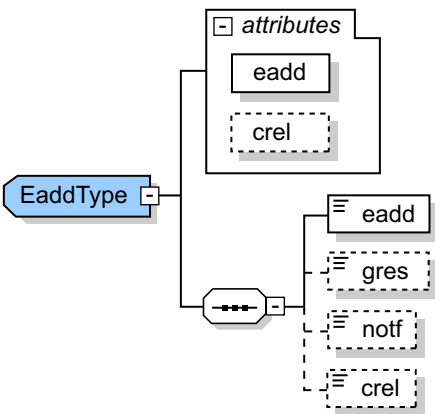 attributes
eadd
crel
EaddType
eadd
gres
notf
crel